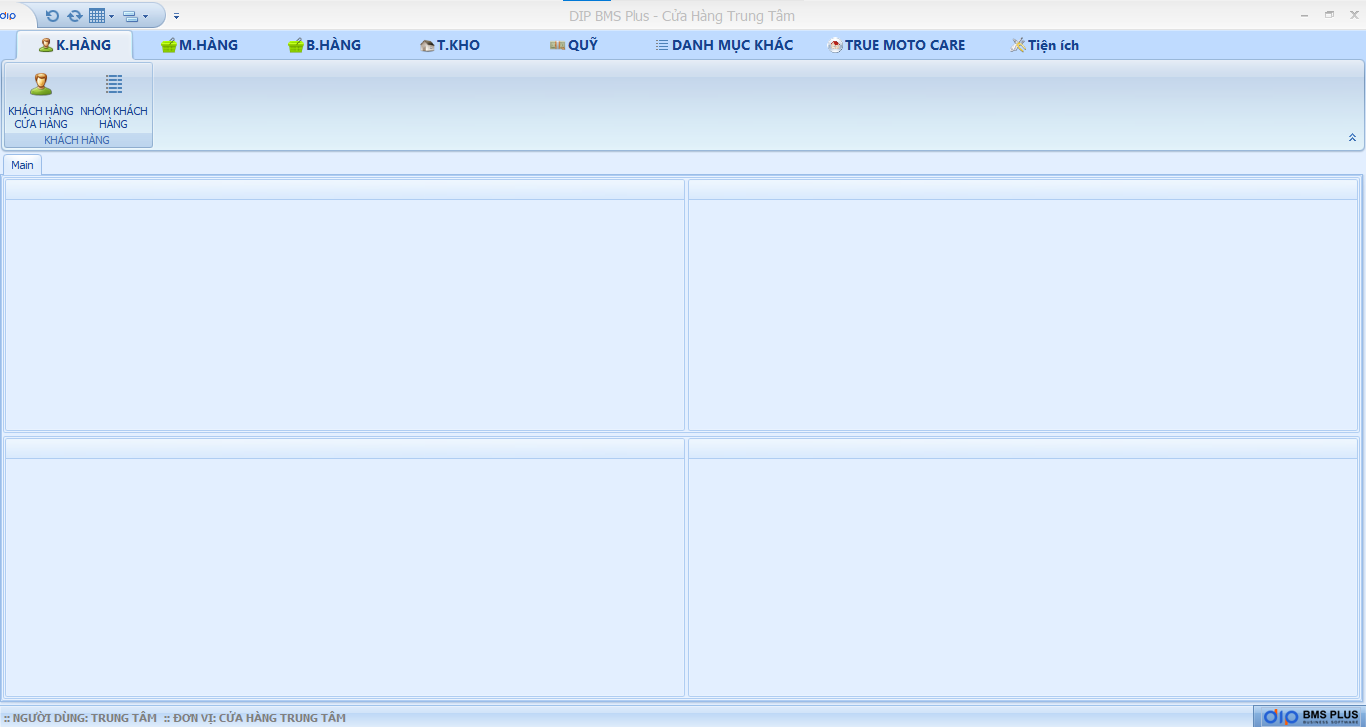 dip
DIP BMS Plus - Cửa Hàng Trung Tâm
K.HÀNG
M.HÀNG
B.HÀNG
T.KHO
QUỸ
DANH MỤC KHÁC
TRUE MOTO CARE
Tiện ích
KHÁCH HÀNG
CỬA HÀNG
NHÓM KHÁCH
HÀNG
KHÁCH HÀNG
Main
:: NGƯỜI DÙNG: TRUNG TÂM :: ĐƠN VỊ: CỬA HÀNG TRUNG TÂM
dip BMS PLUS
BUSINESS SOFTWARE